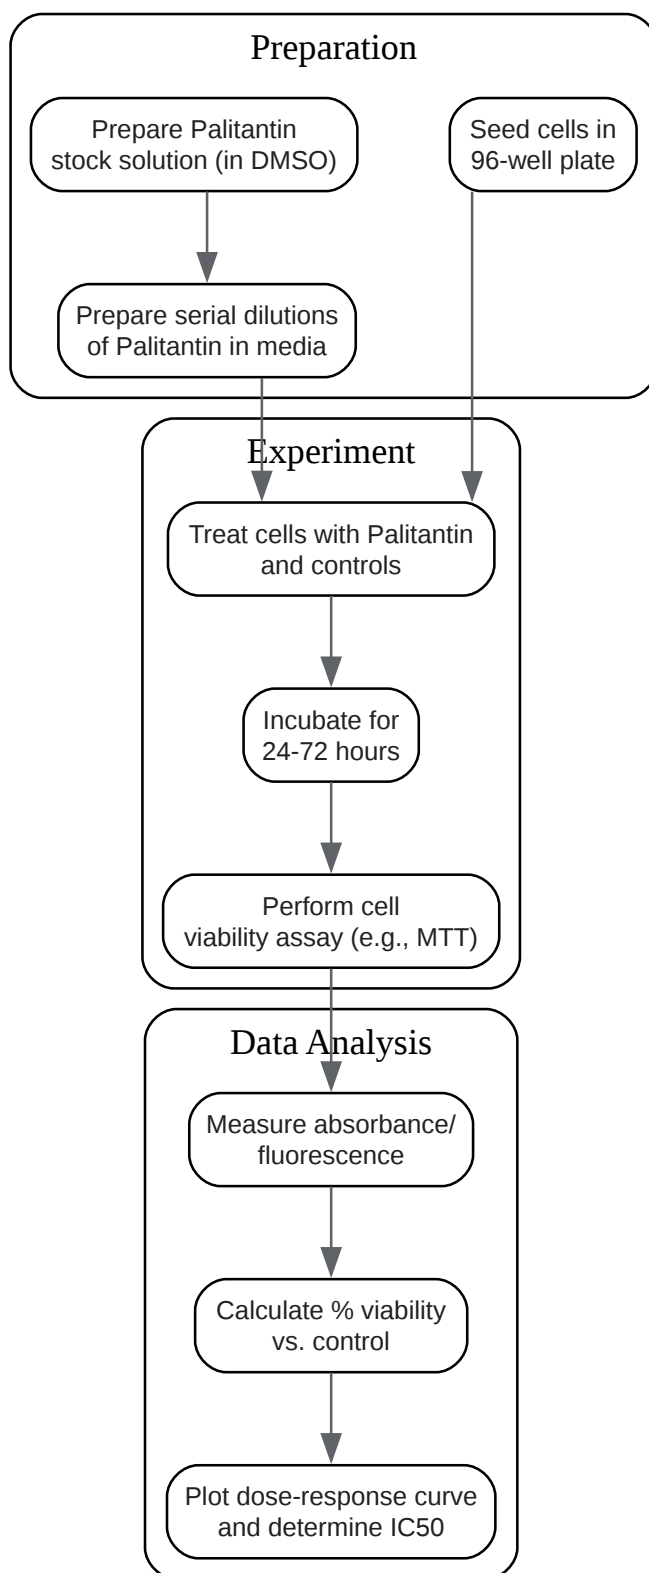 Preparation
Prepare Palitantin
stock solution (in DMSO)
Seed cells in
96-well plate
Prepare serial dilutions
of Palitantin in media
Experiment
Treat cells with Palitantin
and controls
Incubate for
24-72 hours
Perform cell
viability assay (e.g., MTT)
Data Analysis
Measure absorbance/
fluorescence
Calculate % viability
vs. control
Plot dose-response curve
and determine IC50